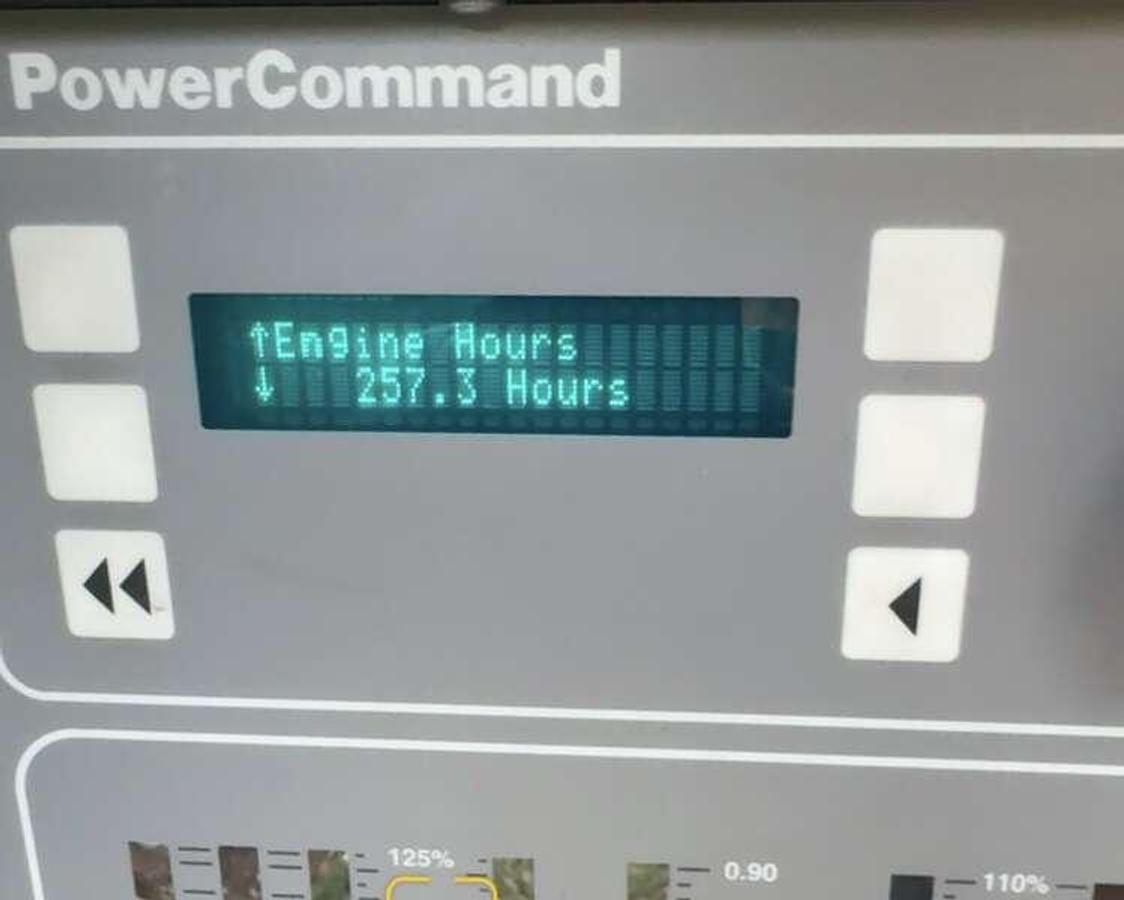 PowerCommand
↑Engine Hours
↓ 257.3 Hours
125%
0.90
110%